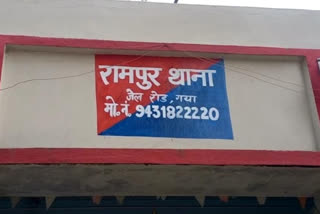 रामपुर थाना
जेल रोड, गया
मो.नं. 9431822220